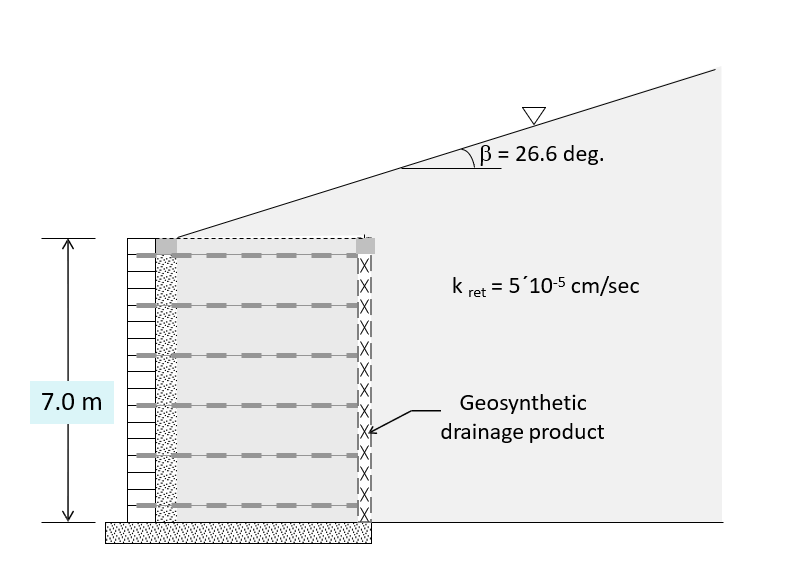 β = 26.6 deg.
k ret = 5´10-5 cm/sec
7.0 m
Geosynthetic
drainage product